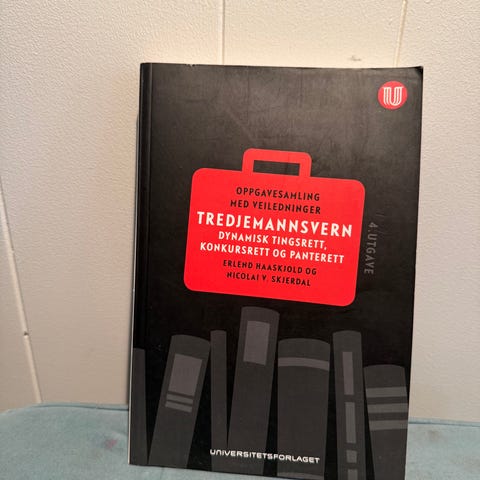 OPPGAVESAMLING
MED VEILEDNINGER
TREDJEMANNSVERN
DYNAMISK TINGSRETT,
KONKURSRETT OG PANTERETT
ERLEND HAASKJOLD OG
NICOLAI V. SKJERDAL
4. UTGAVE
UNIVERSITETSFORLAGET